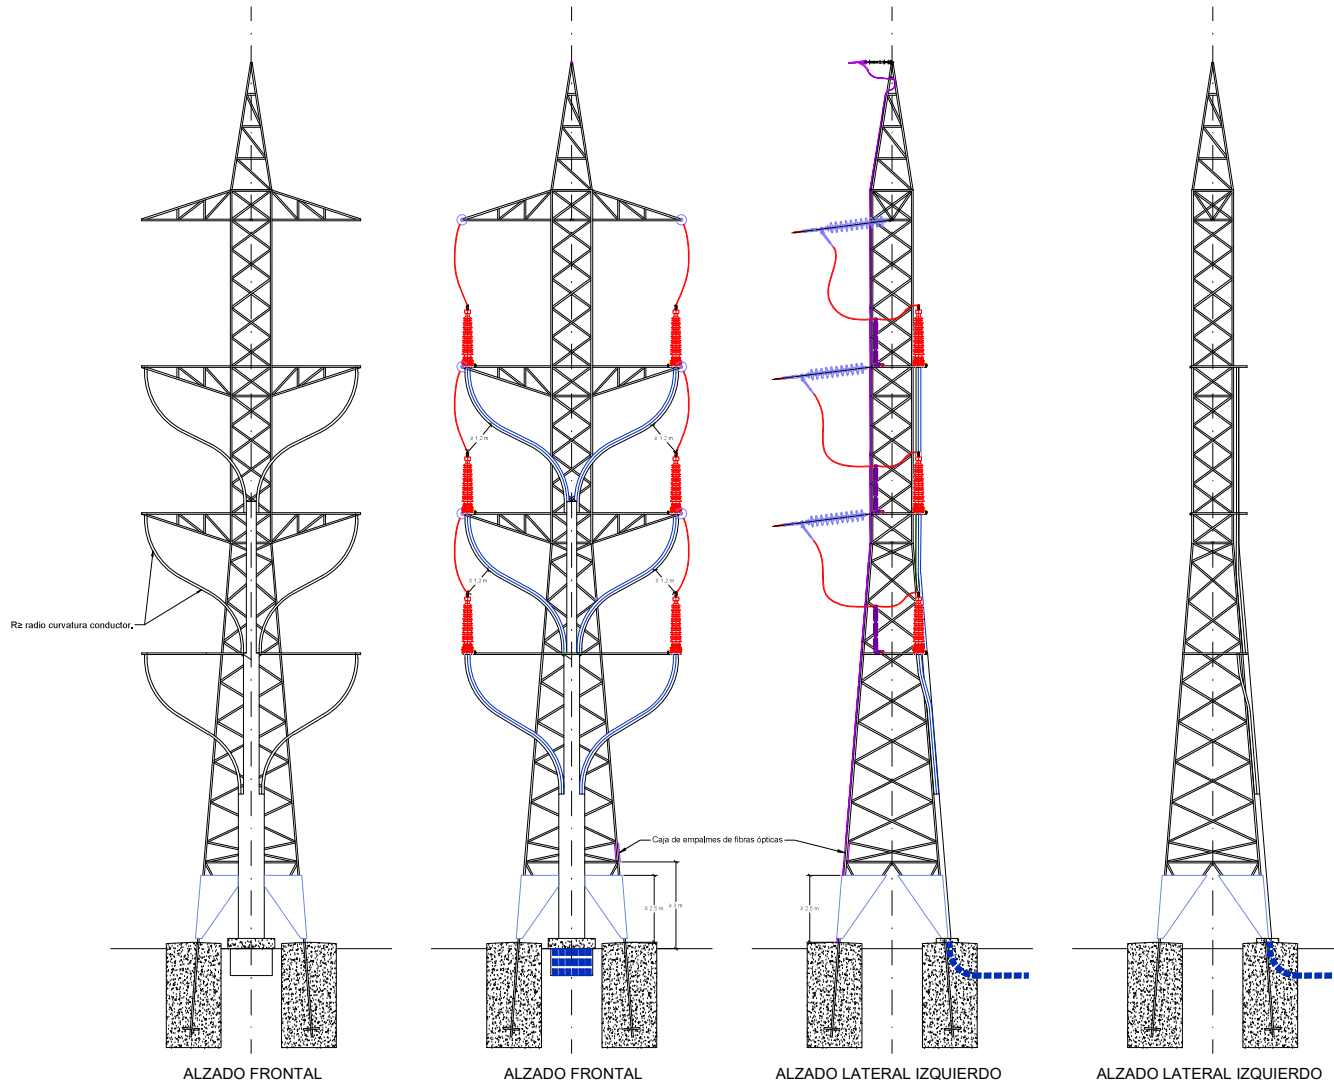 ≥ 1,2 m
≥ 1,2 m
≥ 1,2 m
≥ 1,2 m
R≥ radio curvatura conductor.
Caja de empalmes de fibras ópticas
≥ 2,5 m
≥ 3 m
≥ 2,5 m
ALZADO FRONTAL
ALZADO FRONTAL
ALZADO LATERAL IZQUIERDO
ALZADO LATERAL IZQUIERDO